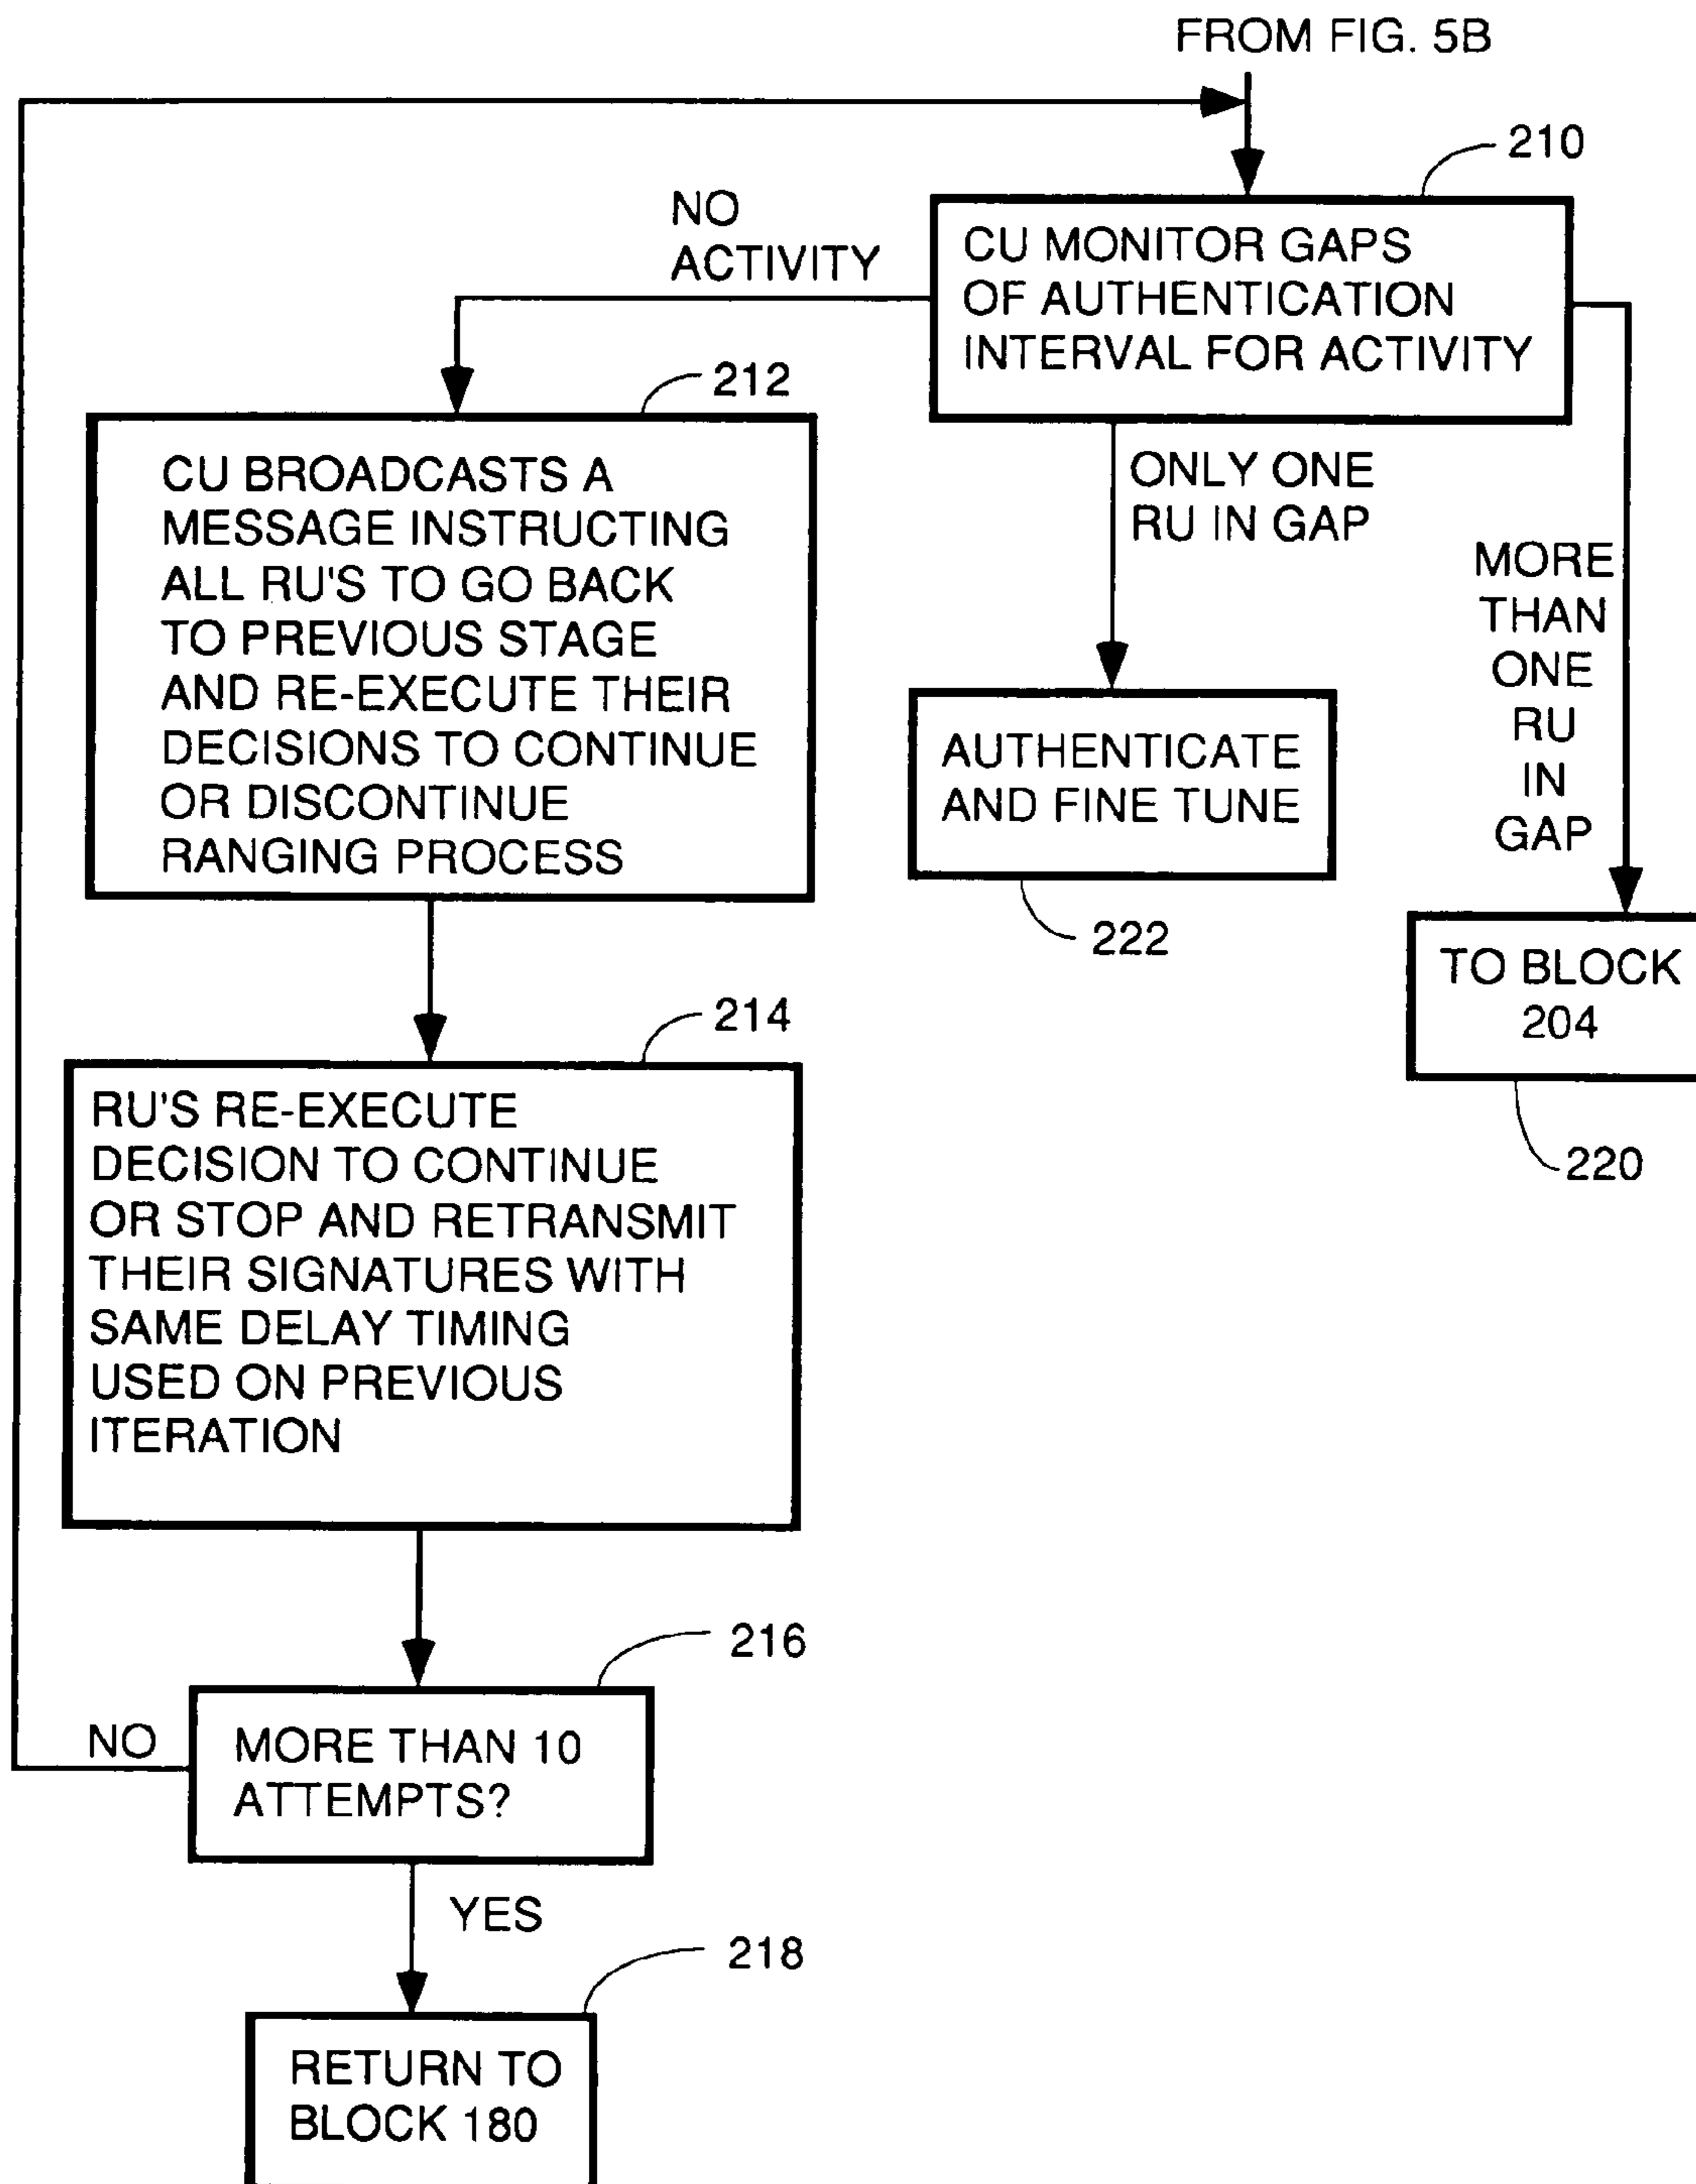 FROM FIG. 5B
210
CU MONITOR GAPS
OF AUTHENTICATION
INTERVAL FOR ACTIVITY
NO
ACTIVITY
212
CU BROADCASTS A
MESSAGE INSTRUCTING
ALL RU'S TO GO BACK
TO PREVIOUS STAGE
AND RE-EXECUTE THEIR
DECISIONS TO CONTINUE
OR DISCONTINUE
RANGING PROCESS
ONLY ONE
RU IN GAP
MORE
THAN
ONE
RU
IN
GAP
AUTHENTICATE
AND FINE TUNE
222
TO BLOCK
204
220
214
RU'S RE-EXECUTE
DECISION TO CONTINUE
OR STOP AND RETRANSMIT
THEIR SIGNATURES WITH
SAME DELAY TIMING
USED ON PREVIOUS
ITERATION
216
NO
MORE THAN 10
ATTEMPTS?
YES
218
RETURN TO
BLOCK 180